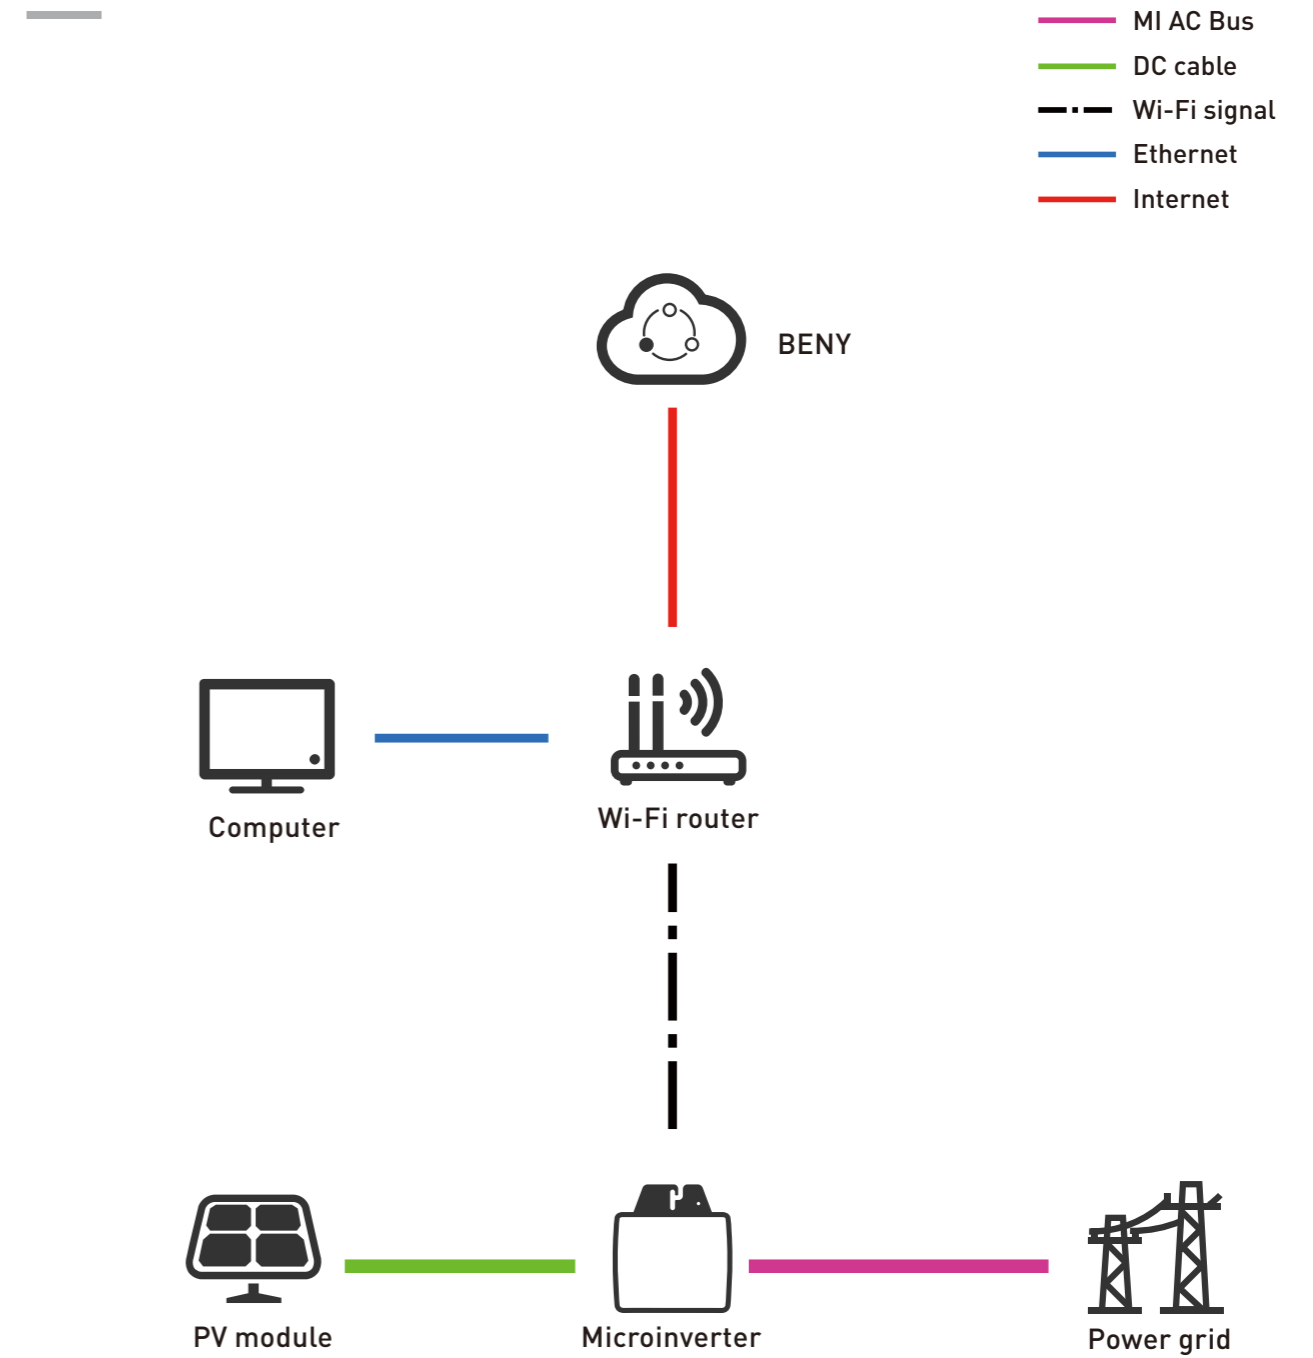 MI AC Bus
DC cable
Wi-Fi signal
Ethernet
Internet
BENY
Computer
Wi-Fi router
PV module
Microinverter
Power grid